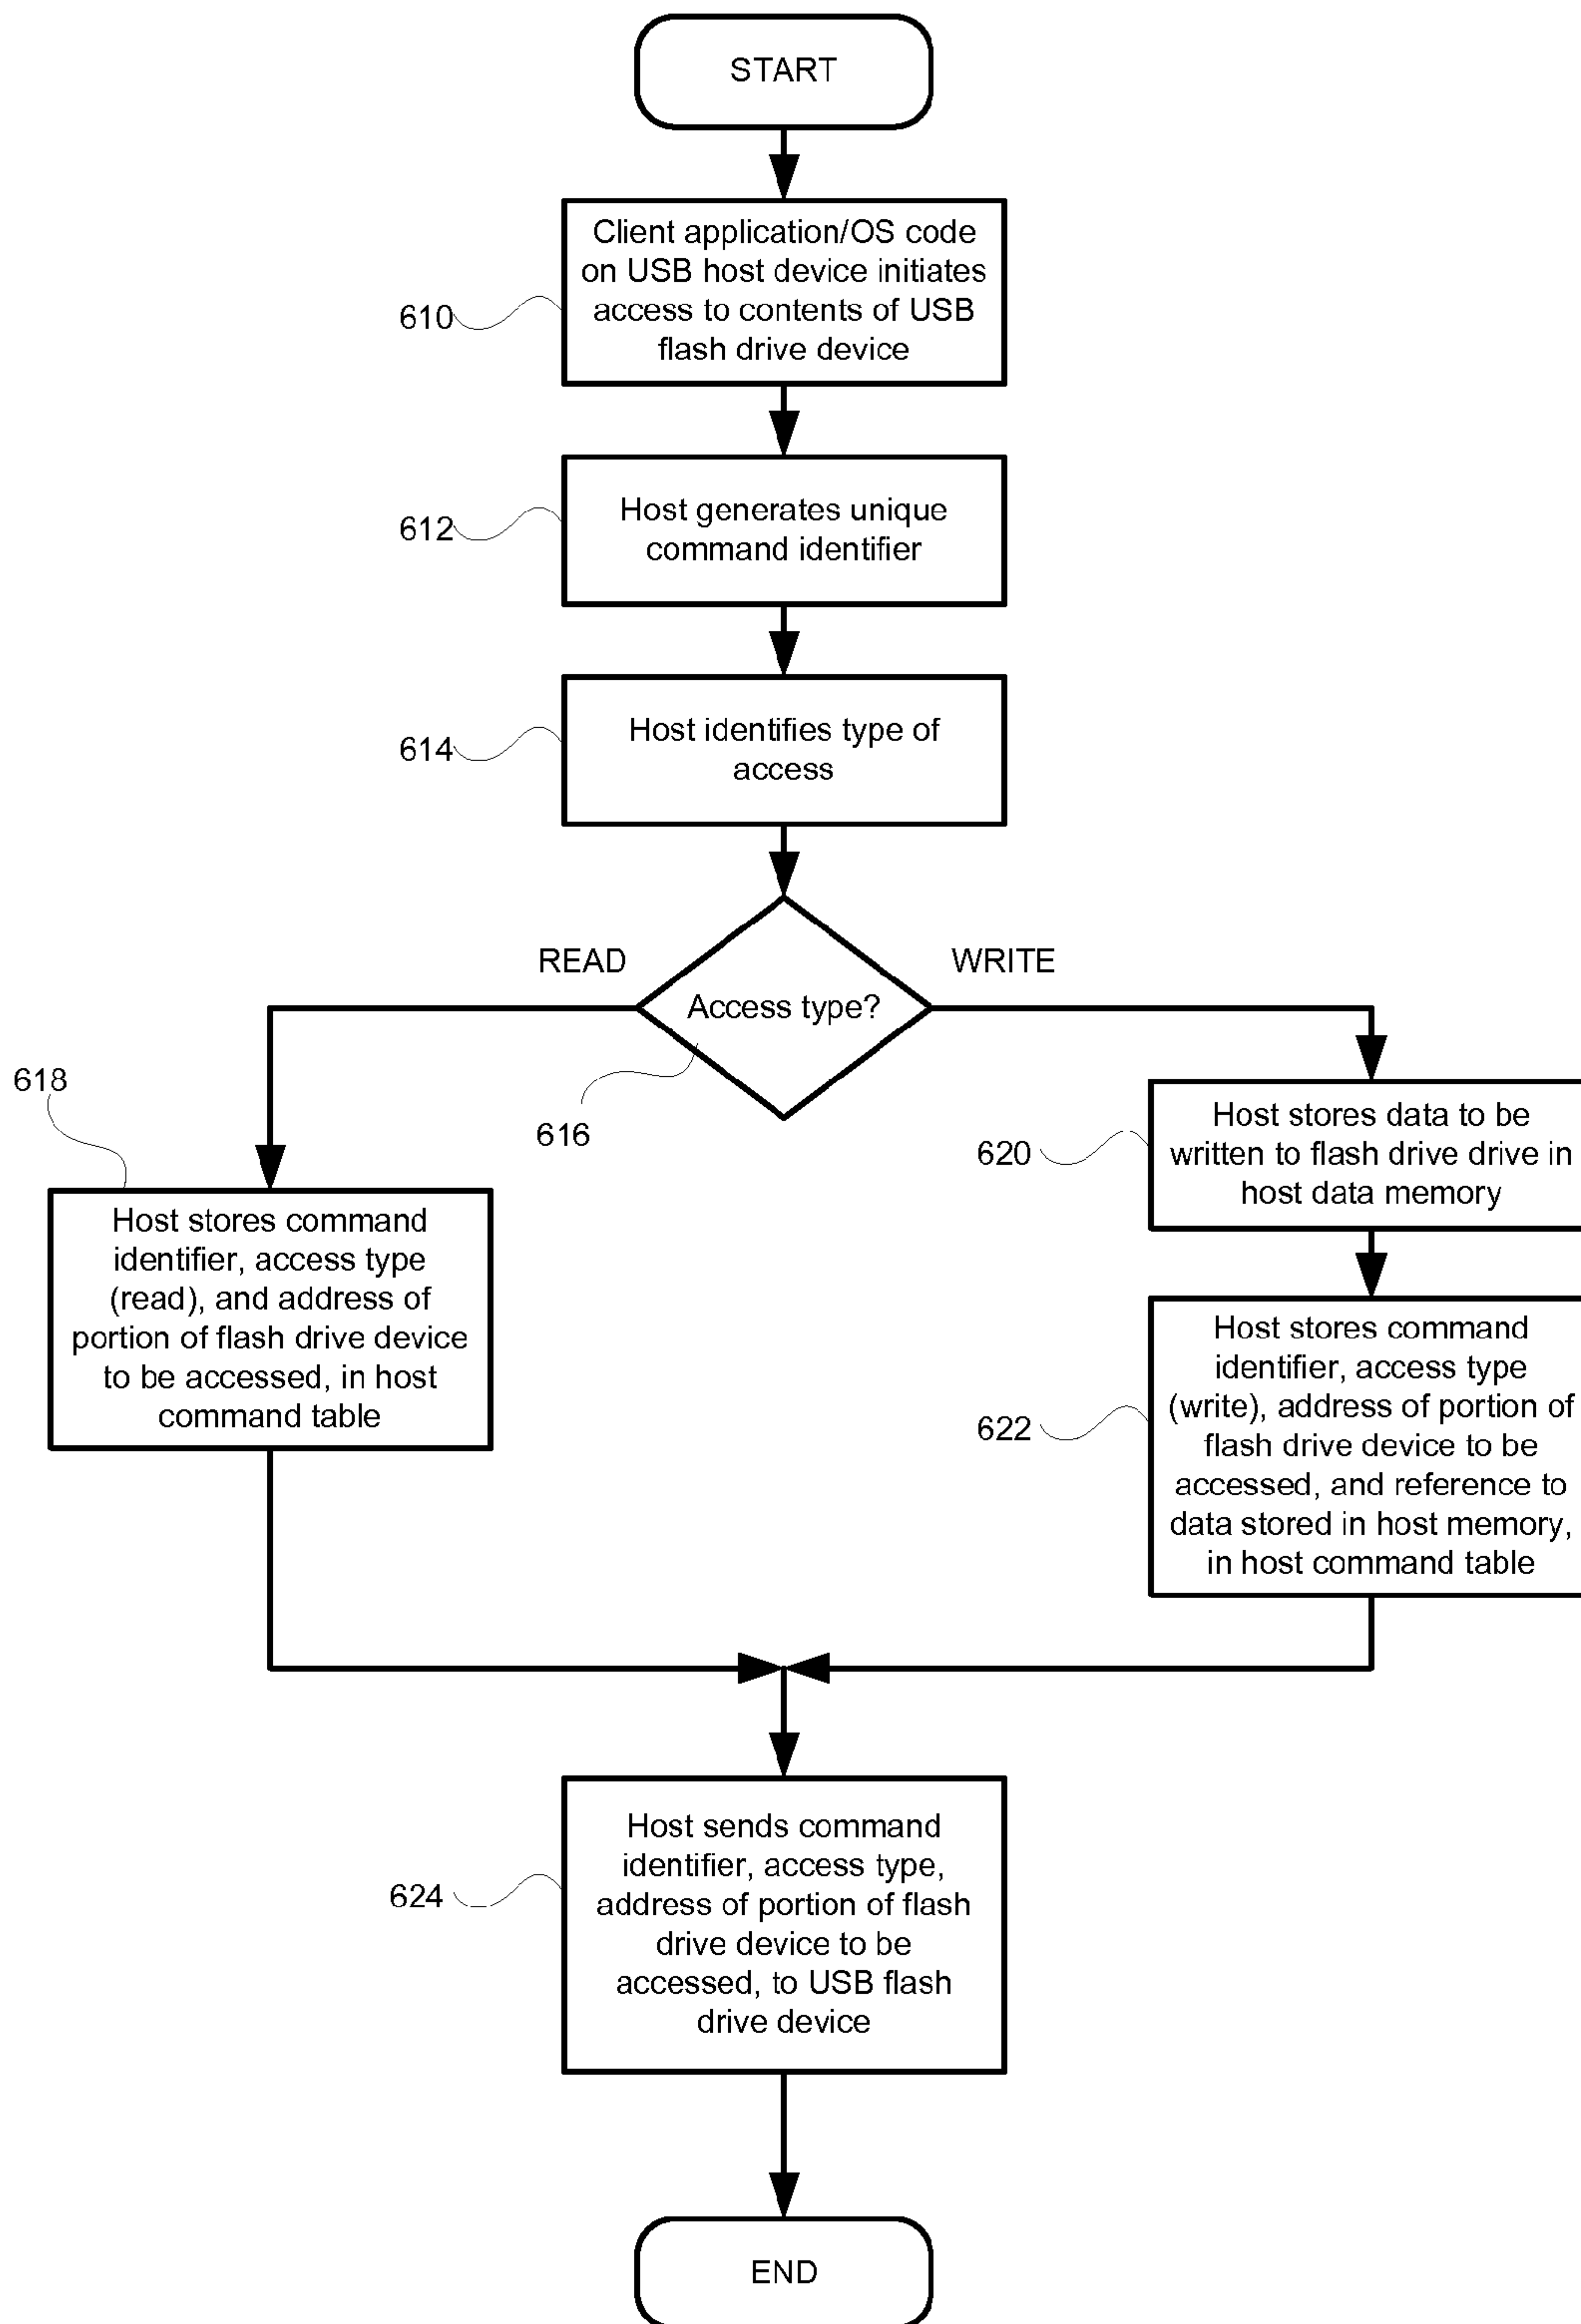 START
Client application/OS code
on USB host device initiates
access to contents of USB
flash drive device
610
Host generates unique
command identifier
612
Host identifies type of
access
614
READ
WRITE
Access type?
616
618
Host stores command
identifier, access type
(read), and address of
portion of flash drive device
to be accessed, in host
command table
Host stores data to be
written to flash drive drive in
host data memory
620
Host stores command
identifier, access type
(write), address of portion of
flash drive device to be
accessed, and reference to
data stored in host memory,
in host command table
622
Host sends command
identifier, access type,
address of portion of flash
drive device to be
accessed, to USB flash
drive device
624
END